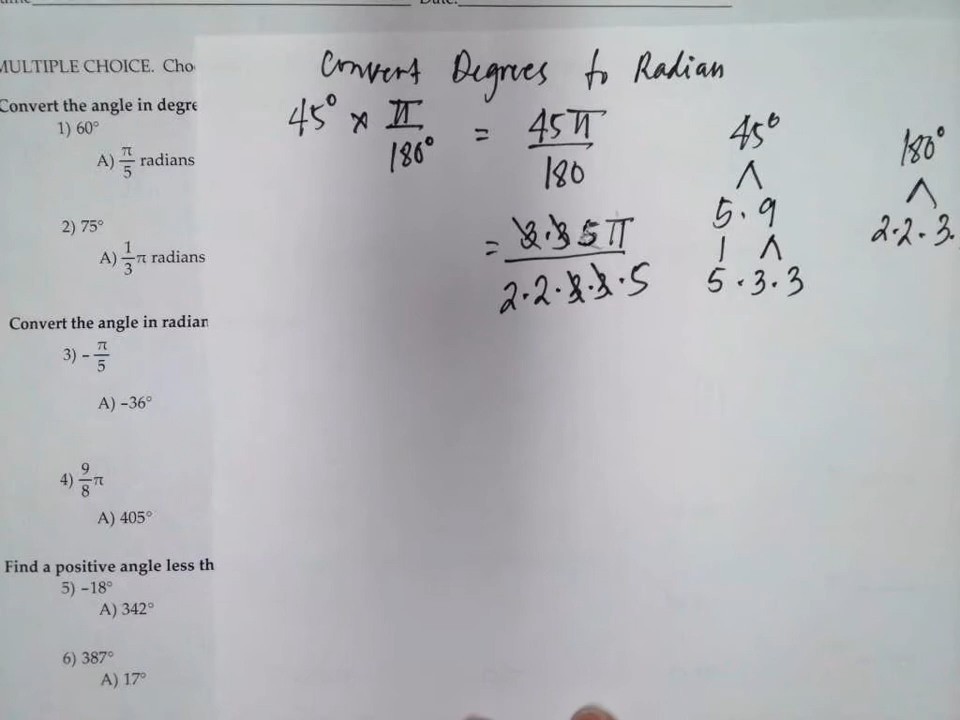 Date:
MULTIPLE CHOICE. Cho
Convert the angle in degre
1) 60°
A) π/5 radians
2) 75°
A) 1/3 π radians
Convert the angle in radian
3) - π/5
A) -36°
4) 9/8 π
A) 405°
Find a positive angle less th
5) -18°
A) 342°
6) 387°
A) 17°
Convert Degrees to Radian
45° × π/180° = 45π/180
= 3·3 5π / 2·2·3·3·5
45°
5·9
5·3·3
180°
2·2·3.